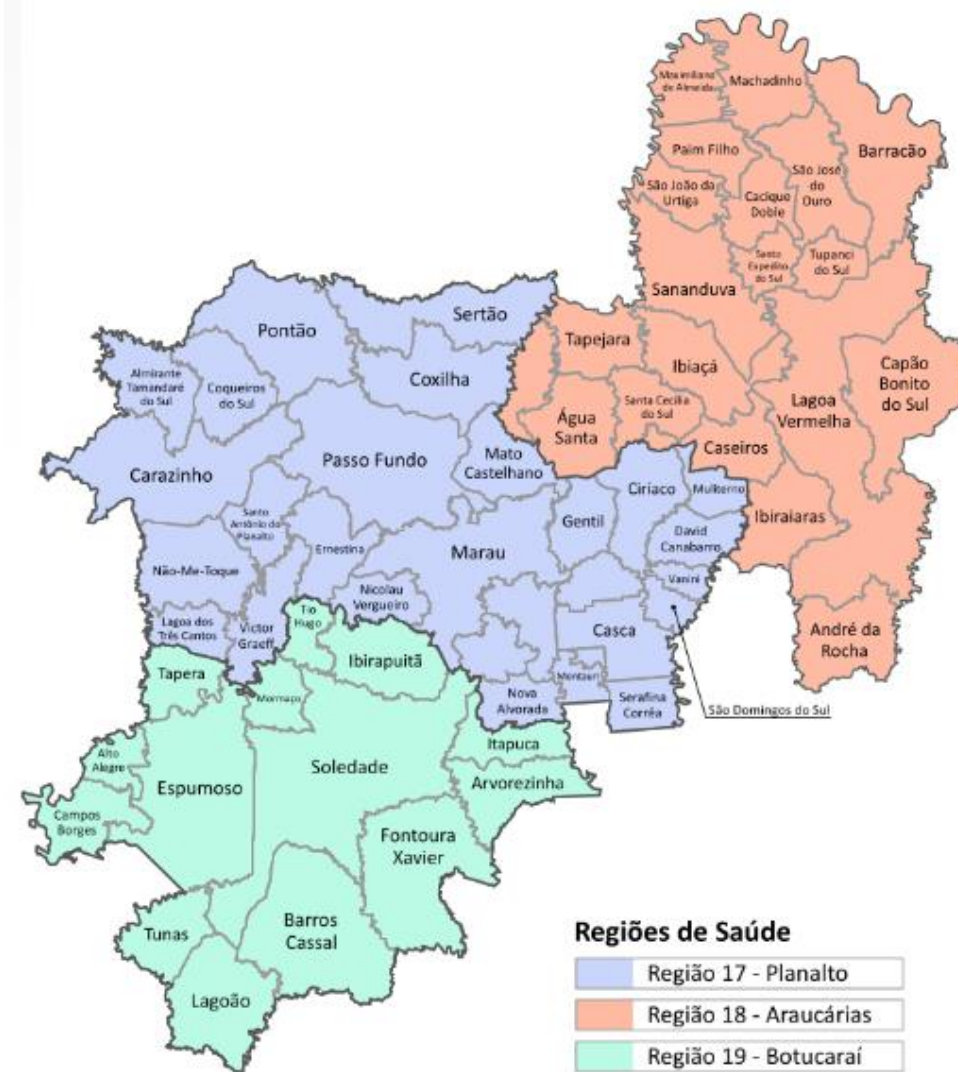 Maximiliano
de Almeida
Machadinho
Barracão
Paim Filho
São José
do
Ouro
São João da
Urtiga
Cacique
Doble
Santo
Expedito
do Sul
Tupanci
do Sul
Sananduva
Sertão
Pontão
Tapejara
Ibiaçá
Capão
Bonito
do Sul
Almirante
Tamandaré
do Sul
Coqueiros
do Sul
Coxilha
Santa Cecília
do Sul
Lagoa
Vermelha
Água
Santa
Caseiros
Mato
Castelhano
Passo Fundo
Carazinho
Ciríaco
Muliterno
Ibiraiaras
Gentil
Santo
Antônio do
Planalto
Ernestina
Marau
David
Canabarro
Não-Me-Toque
Vanini
Nicolau
Vergueiro
Lagoa dos
Três Cantos
Victor
Graeff
Tio
Hugo
Casca
André da
Rocha
Ibirapuitã
Tapera
Montauri
Mormaço
Nova
Alvorada
Serafina
Corrêa
São Domingos do Sul
Itapuca
Alto
Alegre
Soledade
Espumoso
Arvorezinha
Campos
Borges
Fontoura
Xavier
Barros
Cassal
Tunas
Lagoão
Regiões de Saúde
Região 17 - Planalto
Região 18 - Araucárias
Região 19 - Botucaraí